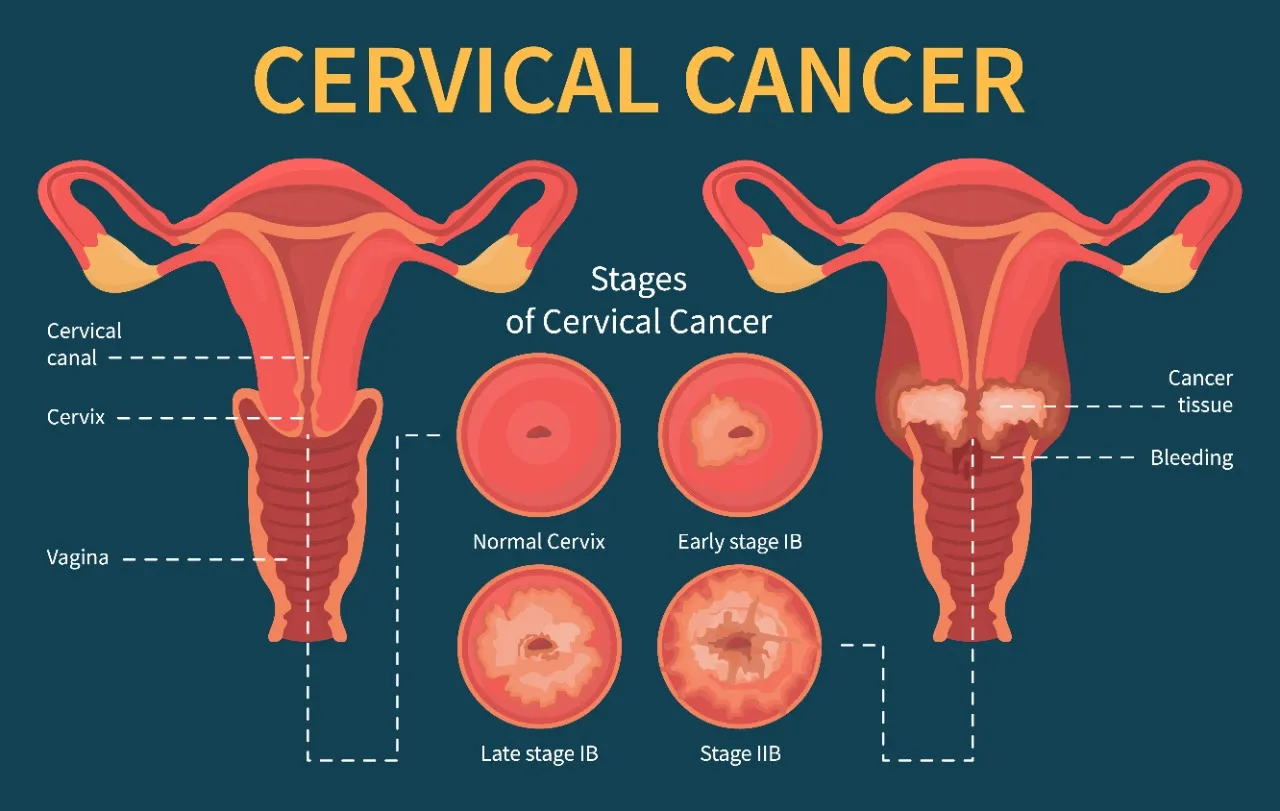 CERVICAL CANCER
Stages
of Cervical Cancer
Cervical
canal
Cervix
Vagina
Normal Cervix
Early stage IB
Late stage IB
Stage IIB
Cancer
tissue
Bleeding